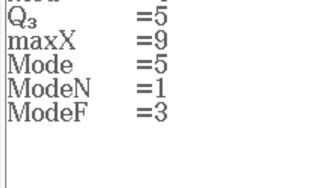 Q₃ =5
maxX =9
Mode =5
ModeN =1
ModeF =3